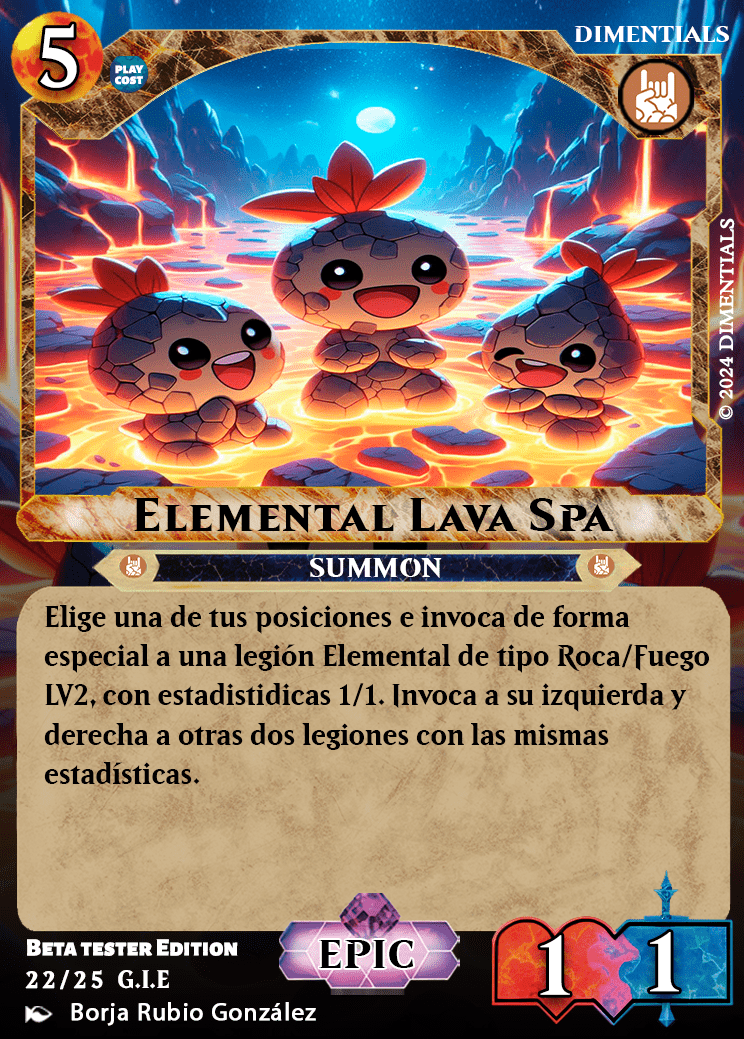 5
PLAY
COST
DIMENTIALS
© 2024 DIMENTIALS
ELEMENTAL LAVA SPA
SUMMON
Elige una de tus posiciones e invoca de forma
especial a una legión Elemental de tipo Roca/Fuego
LV2, con estadistidicas 1/1. Invoca a su izquierda y
derecha a otras dos legiones con las mismas
estadísticas.
BETA TESTER EDITION
22/25 G.I.E
Borja Rubio González
EPIC
1
1